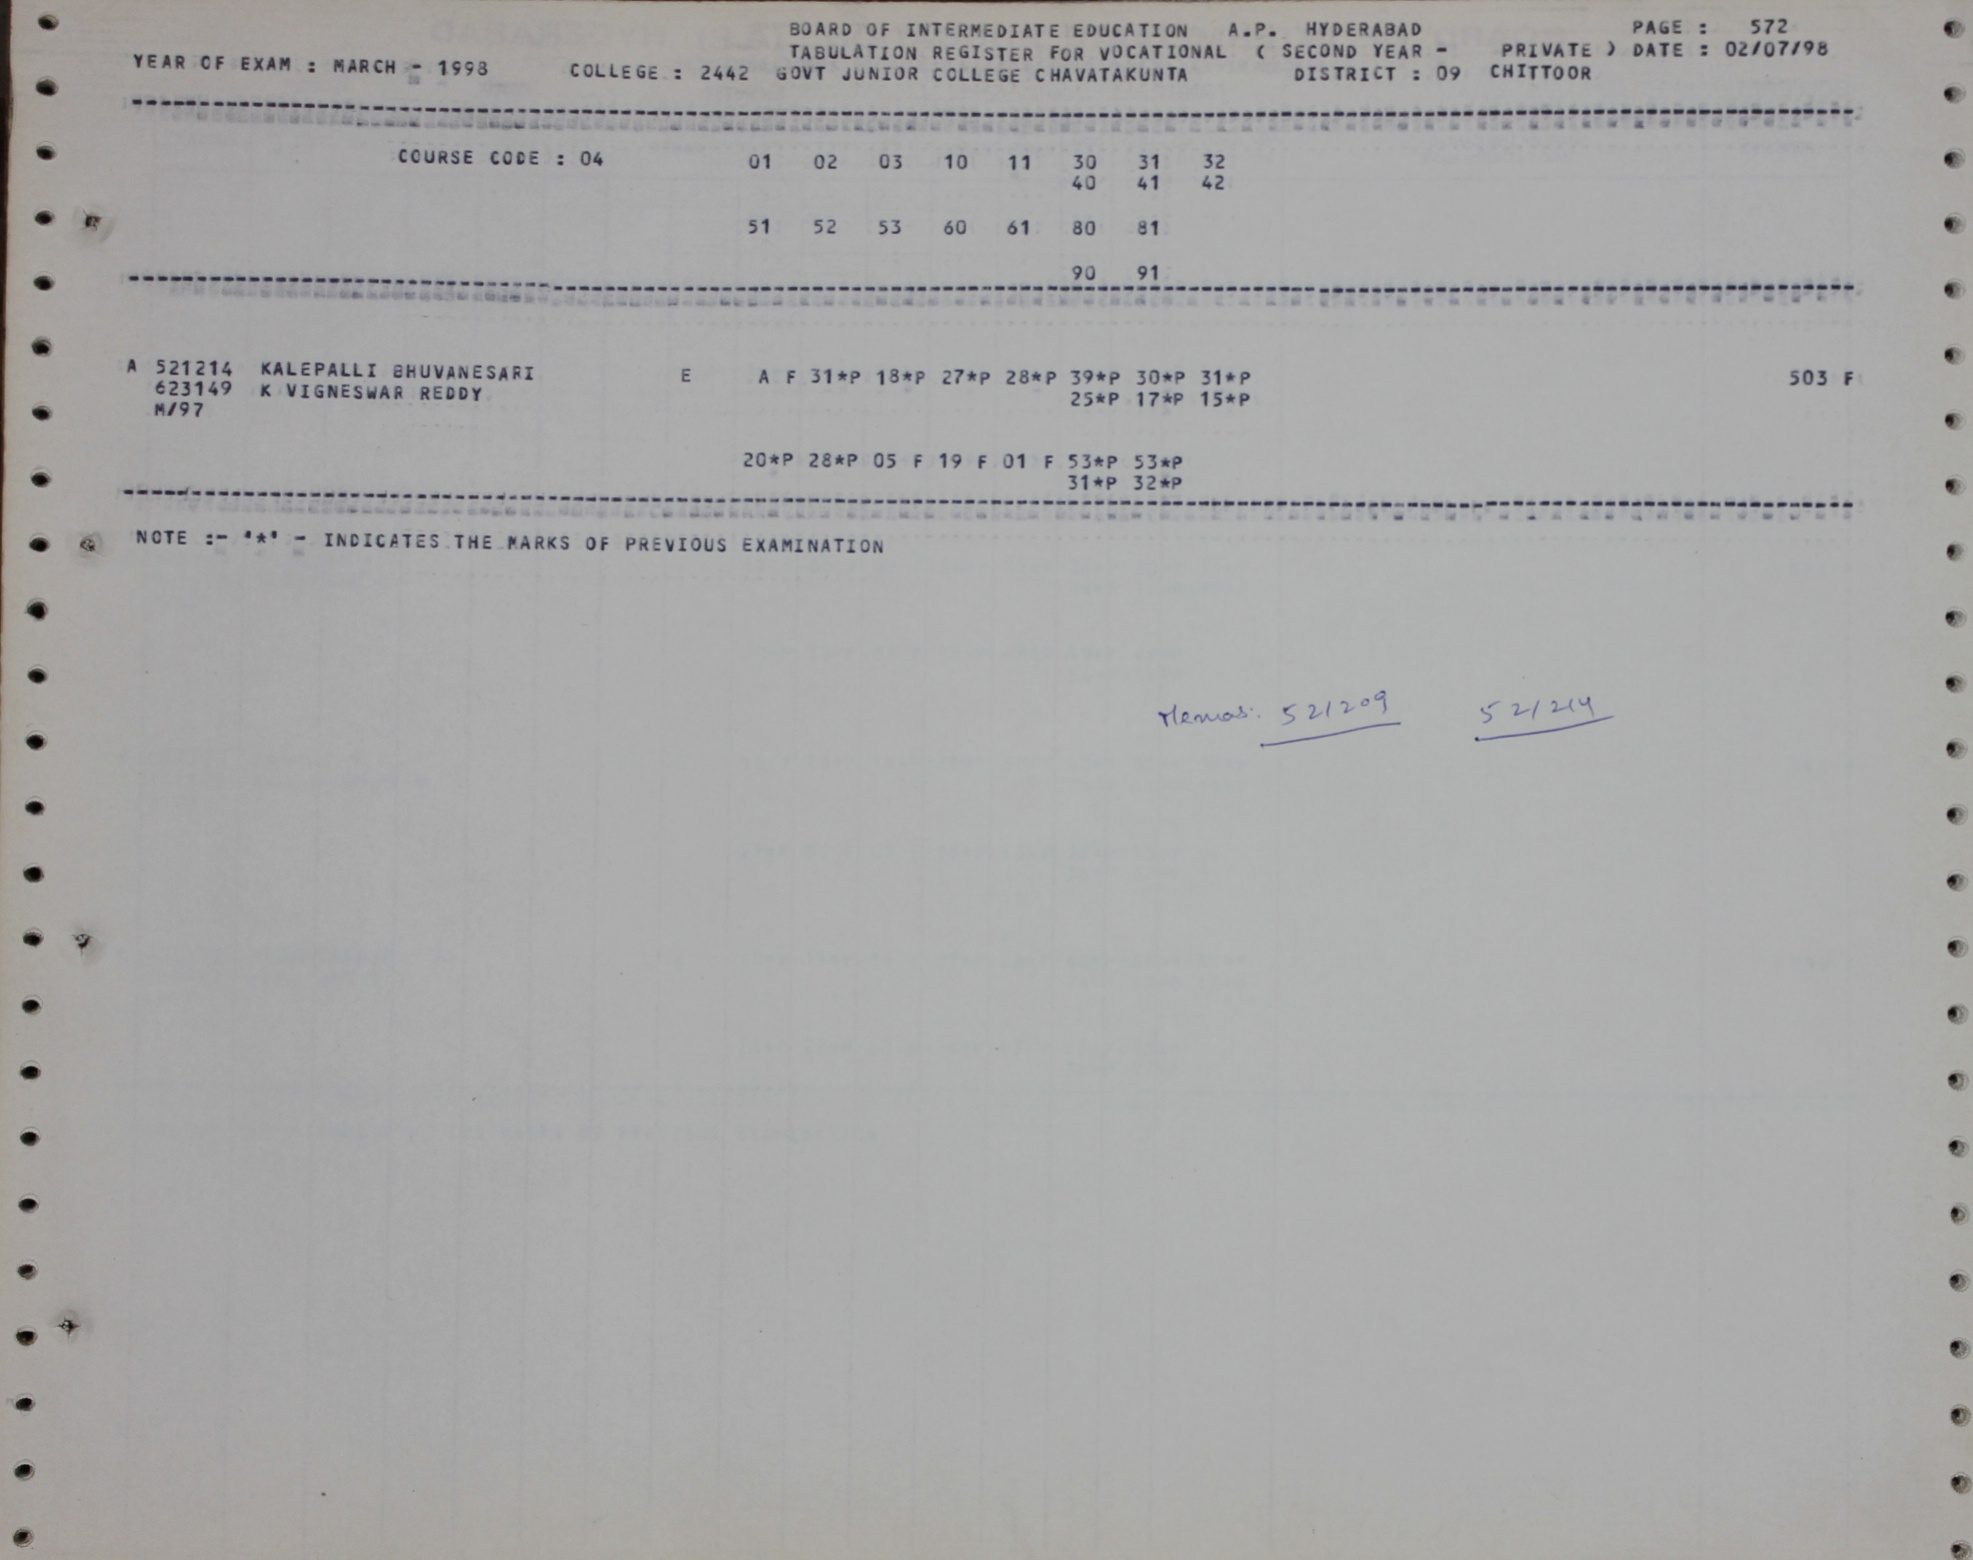 BOARD OF INTERMEDIATE EDUCATION A.P. HYDERABAD PAGE : 572
TABULATION REGISTER FOR VOCATIONAL ( SECOND YEAR - PRIVATE ) DATE : 02/07/98
YEAR OF EXAM : MARCH - 1998 COLLEGE : 2442 GOVT JUNIOR COLLEGE CHAVATAKUNTA DISTRICT : 09 CHITTOOR
COURSE CODE : 04 01 02 03 10 11 30 31 32
40 41 42
51 52 53 60 61 80 81
90 91
A 521214 KALEPALLI BHUVANESARI E A F 31*P 18*P 27*P 28*P 39*P 30*P 31*P 503 F
623149 K VIGNESWAR REDDY 25*P 17*P 15*P
M/97
20*P 28*P 05 F 19 F 01 F 53*P 53*P
31*P 32*P
NOTE :- '*' - INDICATES THE MARKS OF PREVIOUS EXAMINATION
Memos: 521209 521214